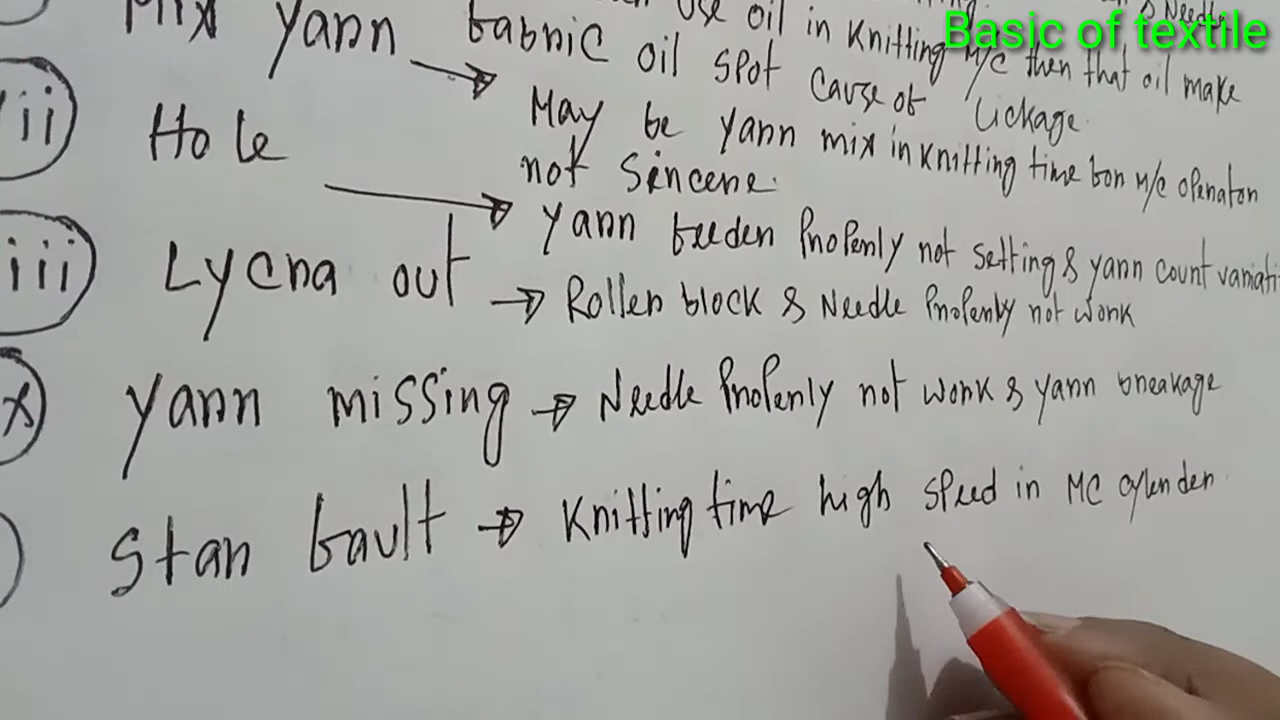 Basic of textile
use oil in Knitting M/C then that oil make
fabric oil spot cause of lickage
Mix yarn → May be yarn mix in knitting time for M/C operator
not sincere.
vii Hole → yarn feeder Properly not setting & yarn count variati
iii Lycra out → Roller block & Needle Properly not work
x yarn missing → Needle Properly not work & yarn breakage
Star fault → Knitting time high speed in MC cylender